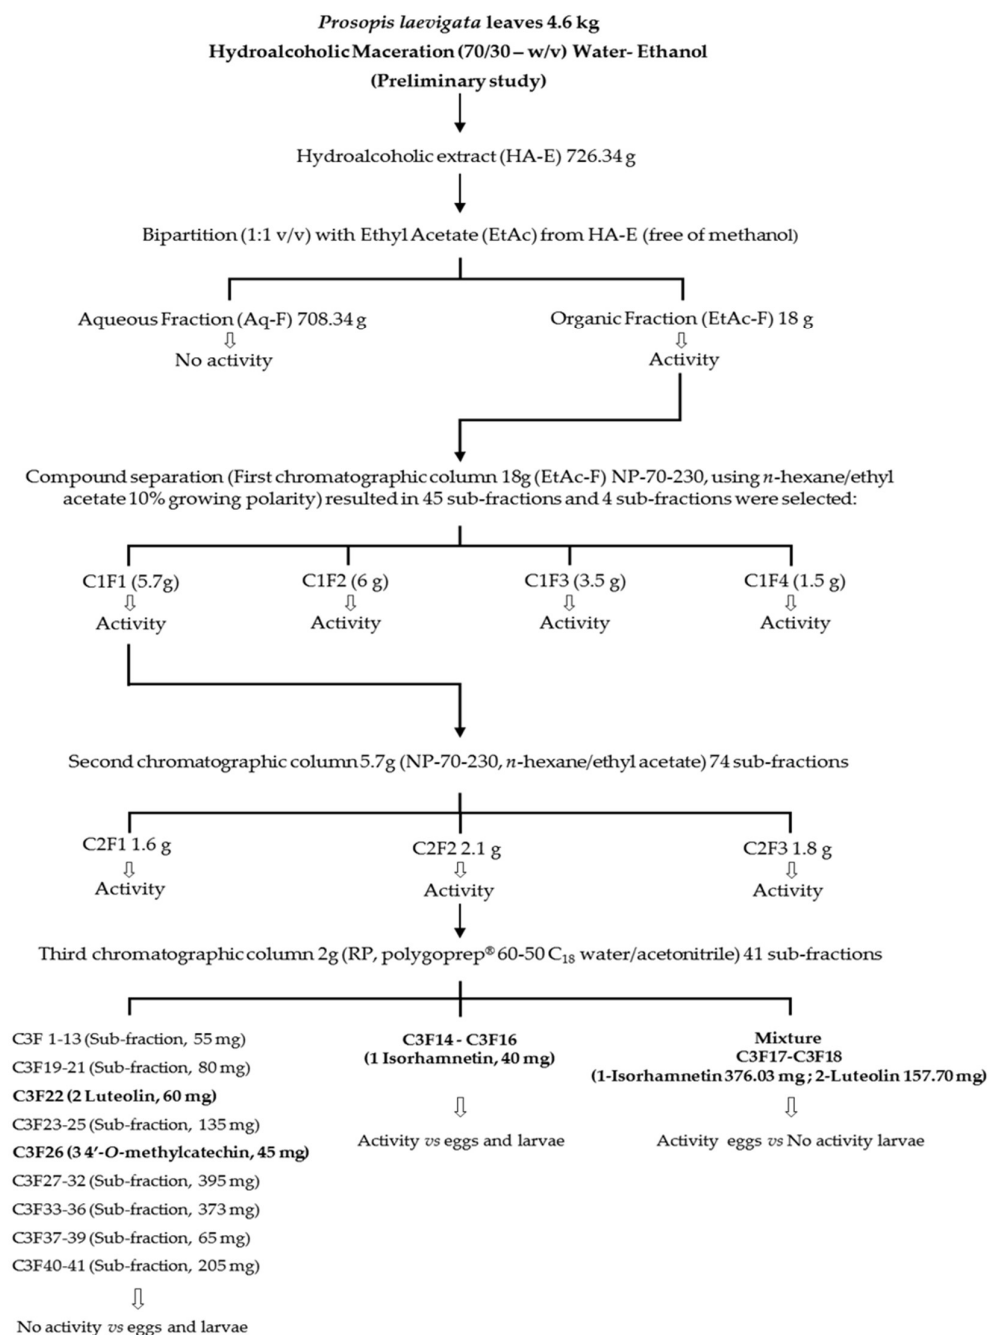 Prosopis laevigata leaves 4.6 kg
Hydroalcoholic Maceration (70/30 – w/v) Water- Ethanol
(Preliminary study)
Hydroalcoholic extract (HA-E) 726.34 g
Bipartition (1:1 v/v) with Ethyl Acetate (EtAc) from HA-E (free of methanol)
Aqueous Fraction (Aq-F) 708.34 g
No activity
Organic Fraction (EtAc-F) 18 g
Activity
Compound separation (First chromatographic column 18g (EtAc-F) NP-70-230, using n-hexane/ethyl
acetate 10% growing polarity) resulted in 45 sub-fractions and 4 sub-fractions were selected:
C1F1 (5.7g)
Activity
C1F2 (6 g)
Activity
C1F3 (3.5 g)
Activity
C1F4 (1.5 g)
Activity
Second chromatographic column 5.7g (NP-70-230, n-hexane/ethyl acetate) 74 sub-fractions
C2F1 1.6 g
Activity
C2F2 2.1 g
Activity
C2F3 1.8 g
Activity
Third chromatographic column 2g (RP, polygoprep® 60-50 C18 water/acetonitrile) 41 sub-fractions
C3F 1-13 (Sub-fraction, 55 mg)
C3F19-21 (Sub-fraction, 80 mg)
C3F22 (2 Luteolin, 60 mg)
C3F23-25 (Sub-fraction, 135 mg)
C3F26 (3 4′-O-methylcatechin, 45 mg)
C3F27-32 (Sub-fraction, 395 mg)
C3F33-36 (Sub-fraction, 373 mg)
C3F37-39 (Sub-fraction, 65 mg)
C3F40-41 (Sub-fraction, 205 mg)
No activity vs eggs and larvae
C3F14 - C3F16
(1 Isorhamnetin, 40 mg)
Activity vs eggs and larvae
Mixture
C3F17-C3F18
(1-Isorhamnetin 376.03 mg ; 2-Luteolin 157.70 mg)
Activity eggs vs No activity larvae